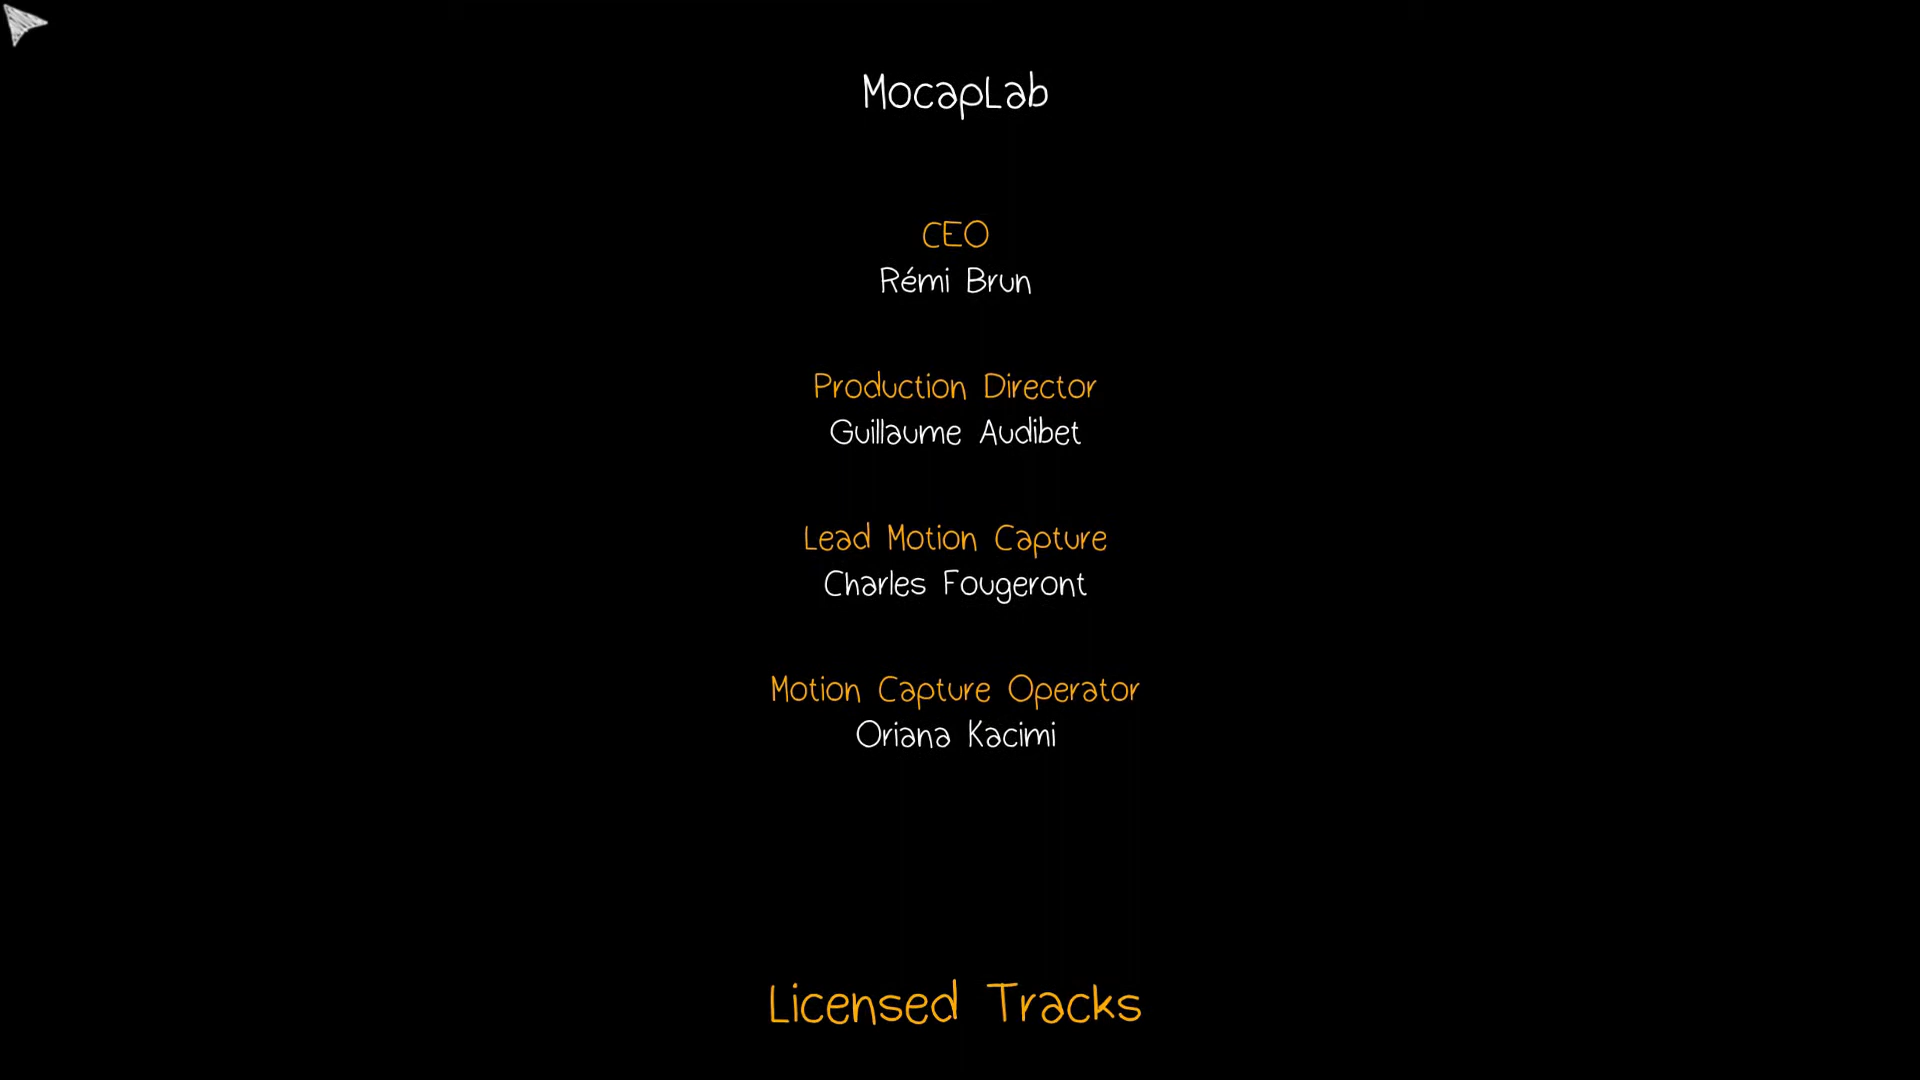 MocapLab
CEO
Rémi Brun
Production Director
Guillaume Audibet
Lead Motion Capture
Charles Fougeront
Motion Capture Operator
Oriana Kacimi
Licensed Tracks